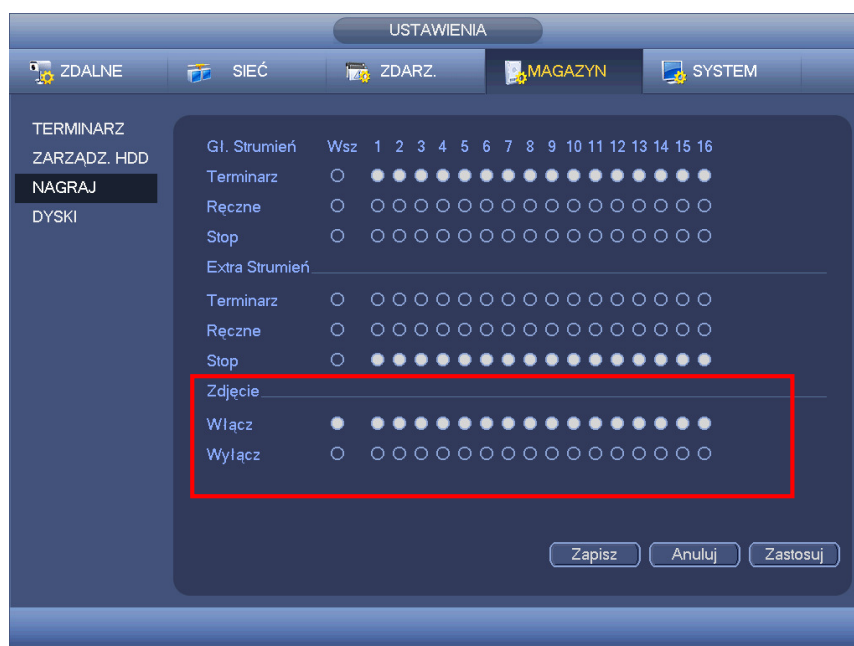 USTAWIENIA
ZDALNE SIEĆ ZDARZ. MAGAZYN SYSTEM
TERMINARZ
ZARZĄDZ. HDD
NAGRAJ
DYSKI
Gł. Strumień Wsz 1 2 3 4 5 6 7 8 9 10 11 12 13 14 15 16
Terminarz
Ręczne
Stop
Extra Strumień
Terminarz
Ręczne
Stop
Zdjęcie
Włącz
Wyłącz
Zapisz Anuluj Zastosuj